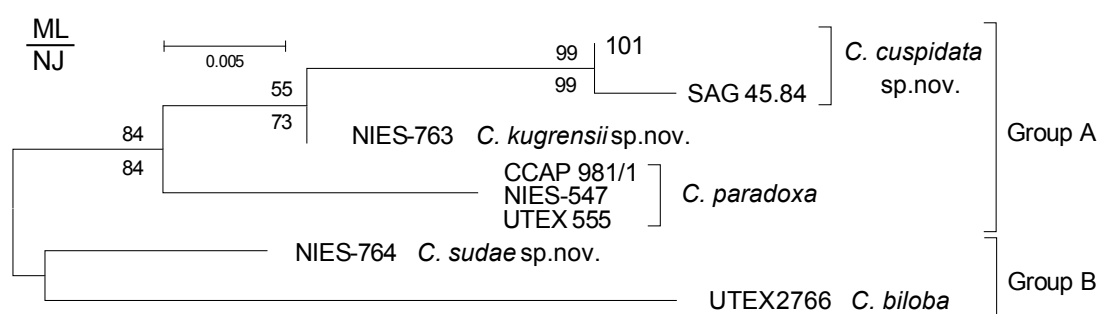 ML
NJ
0.005
99
99
101
SAG 45.84
C. cuspidata
sp.nov.
55
73
NIES-763 C. kugrensii sp.nov.
84
84
CCAP 981/1
NIES-547
UTEX 555
C. paradoxa
Group A
NIES-764 C. sudae sp.nov.
UTEX2766 C. biloba
Group B